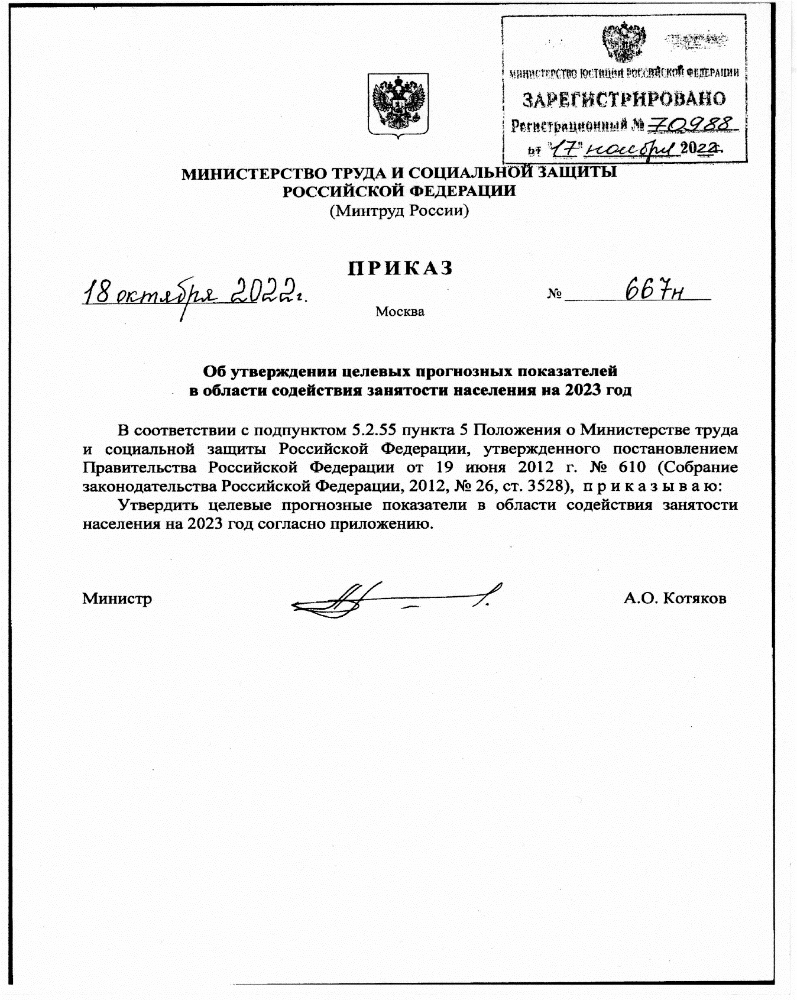 МИНИСТЕРСТВО ЮСТИЦИИ РОССИЙСКОЙ ФЕДЕРАЦИИ
ЗАРЕГИСТРИРОВАНО
Регистрационный № 70988
от "17" ноября 2022г.
МИНИСТЕРСТВО ТРУДА И СОЦИАЛЬНОЙ ЗАЩИТЫ
РОССИЙСКОЙ ФЕДЕРАЦИИ
(Минтруд России)
ПРИКАЗ
18 октября 2022г.
№ 667н
Москва
Об утверждении целевых прогнозных показателей
в области содействия занятости населения на 2023 год
В соответствии с подпунктом 5.2.55 пункта 5 Положения о Министерстве труда
и социальной защиты Российской Федерации, утвержденного постановлением
Правительства Российской Федерации от 19 июня 2012 г. № 610 (Собрание
законодательства Российской Федерации, 2012, № 26, ст. 3528), п р и к а з ы в а ю:
Утвердить целевые прогнозные показатели в области содействия занятости
населения на 2023 год согласно приложению.
Министр
А.О. Котяков